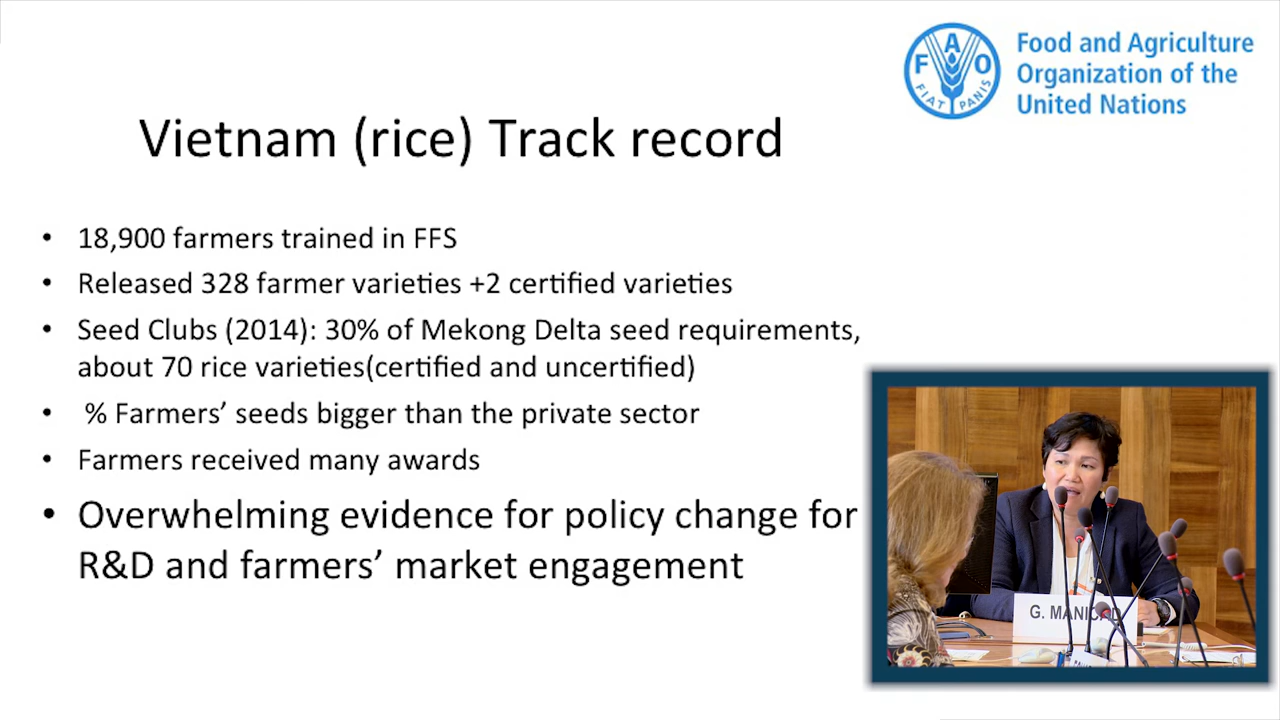 FAO
FIAT PANIS
Food and Agriculture
Organization of the
United Nations
Vietnam (rice) Track record
• 18,900 farmers trained in FFS
• Released 328 farmer varieties +2 certified varieties
• Seed Clubs (2014): 30% of Mekong Delta seed requirements,
about 70 rice varieties(certified and uncertified)
• % Farmers’ seeds bigger than the private sector
• Farmers received many awards
• Overwhelming evidence for policy change for
R&D and farmers’ market engagement
G.